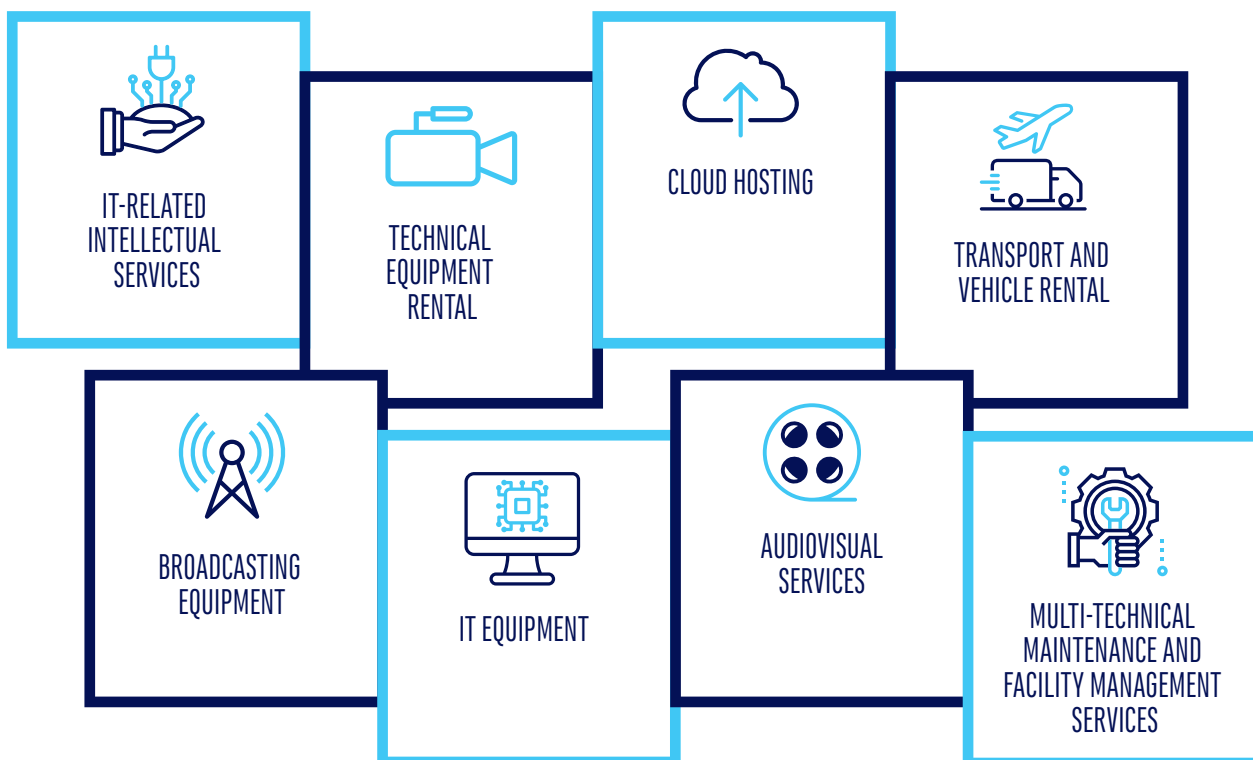 IT-RELATED
INTELLECTUAL
SERVICES
TECHNICAL
EQUIPMENT
RENTAL
CLOUD HOSTING
TRANSPORT AND
VEHICLE RENTAL
BROADCASTING
EQUIPMENT
IT EQUIPMENT
AUDIOVISUAL
SERVICES
MULTI-TECHNICAL
MAINTENANCE AND
FACILITY MANAGEMENT
SERVICES